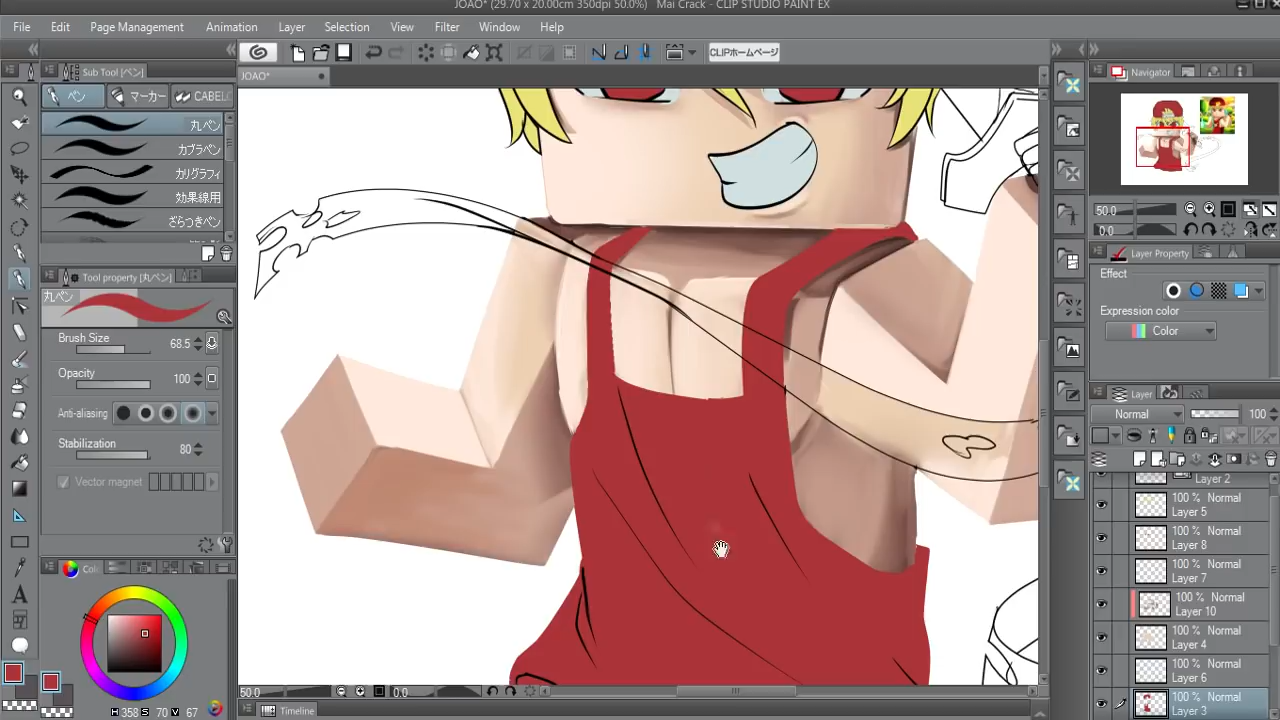 JOAO* (29.70 x 20.00cm 350dpi 50.0%)  Mai Crack - CLIP STUDIO PAINT EX
File Edit Page Management Animation Layer Selection View Filter Window Help
CLIPホームページ
Sub Tool [ペン]
JOAO*
Navigator
ペン マーカー CABEL
丸ペン
カブラペン
カリグラフィ
効果線用
ざらつきペン
50.0
0.0
Tool property [丸ペン]
丸ペン
Brush Size 68.5
Opacity 100
Anti-aliasing
Stabilization 80
Vector magnet
Layer Property
Effect
Expression color
Color
Layer
Normal 100
Layer 2
100 % Normal
Layer 5
100 % Normal
Layer 8
100 % Normal
Layer 7
100 % Normal
Layer 10
100 % Normal
Layer 4
100 % Normal
Layer 6
100 % Normal
Layer 3
H 358 S 70 V 67
50.0 0.0
Timeline